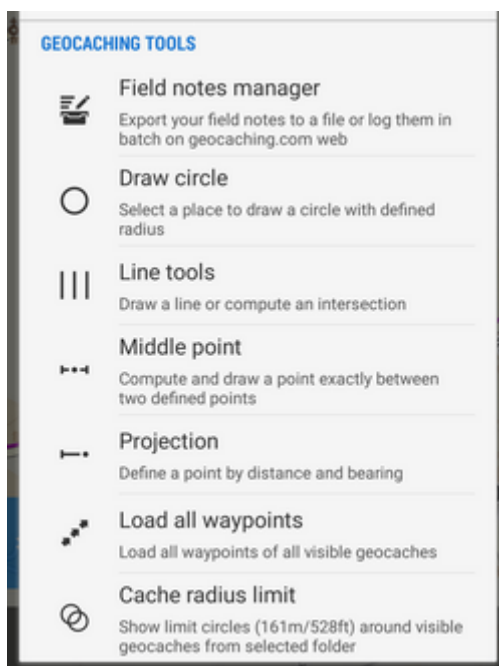 GEOCACHING TOOLS
Field notes manager
Export your field notes to a file or log them in
batch on geocaching.com web
Draw circle
Select a place to draw a circle with defined
radius
Line tools
Draw a line or compute an intersection
Middle point
Compute and draw a point exactly between
two defined points
Projection
Define a point by distance and bearing
Load all waypoints
Load all waypoints of all visible geocaches
Cache radius limit
Show limit circles (161m/528ft) around visible
geocaches from selected folder